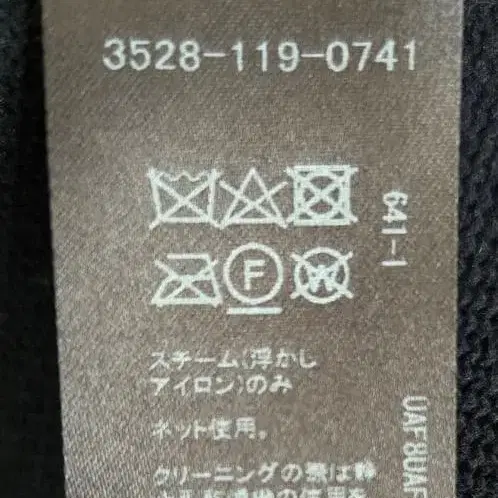 3528-119-0741
641-1
F
W
スチーム(浮かし
アイロン)のみ
ネット使用。
クリーニングの際は静
UAF8UAF